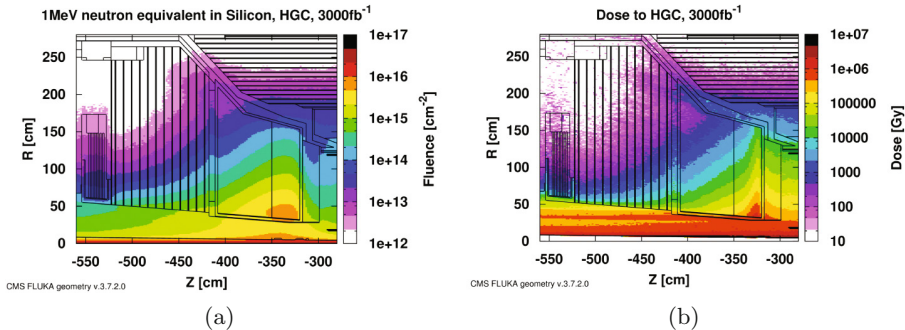 1MeV neutron equivalent in Silicon, HGC, 3000fb⁻¹
280
250
200
150
100
50
0
R [cm]
-550 -500 -450 -400 -350 -300
Z [cm]
1e+17
1e+16
1e+15
1e+14
1e+13
1e+12
Fluence [cm⁻²]
CMS FLUKA geometry v.3.7.2.0
(a)
Dose to HGC, 3000fb⁻¹
280
250
200
150
100
50
0
R [cm]
-550 -500 -450 -400 -350 -300
Z [cm]
1e+07
1e+06
100000
10000
1000
100
10
Dose [Gy]
CMS FLUKA geometry v.3.7.2.0
(b)